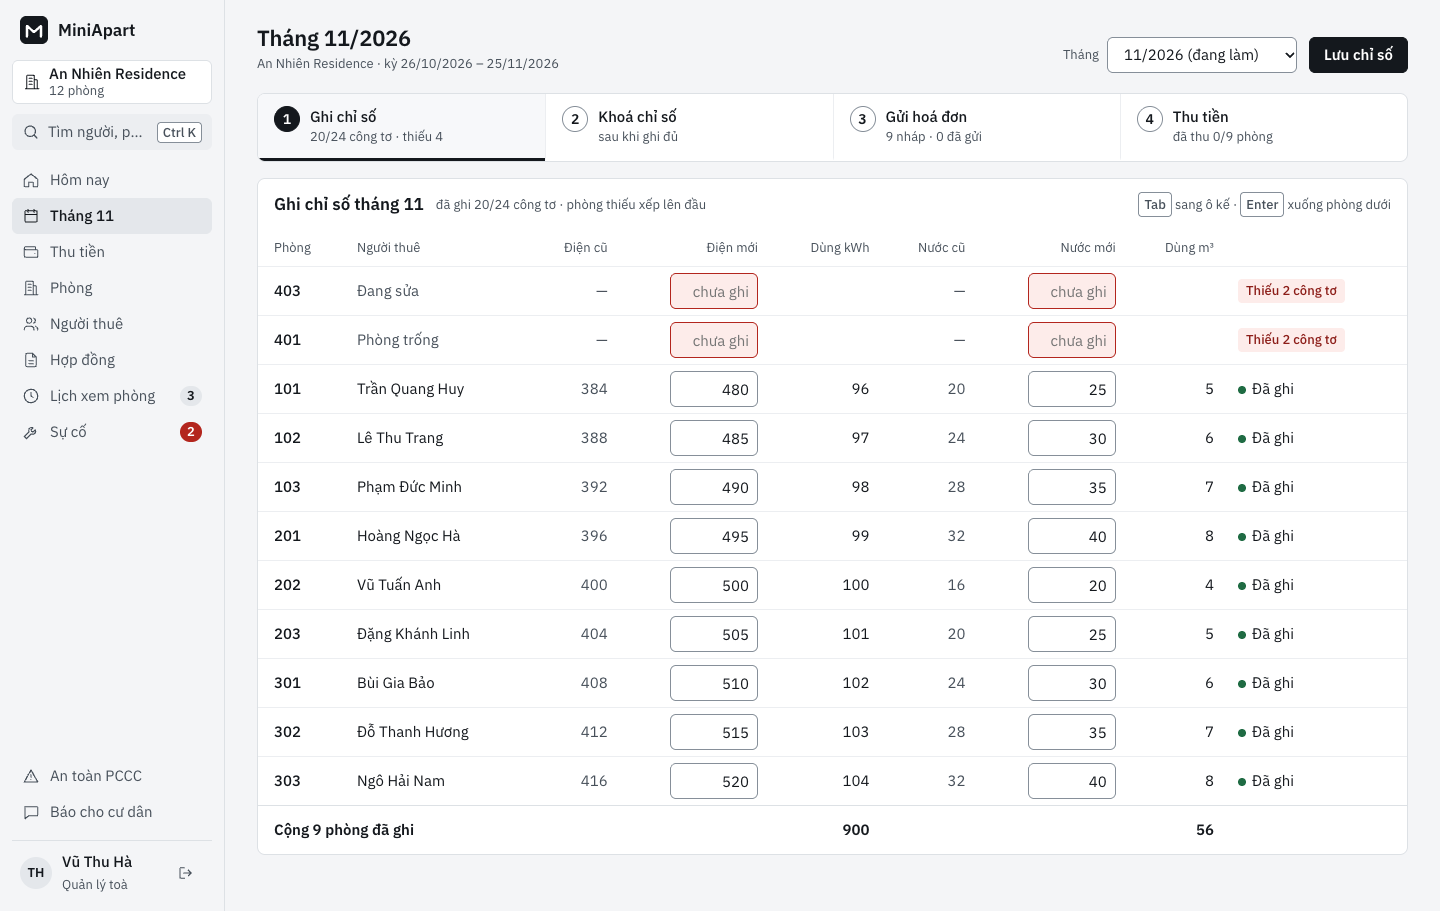 MiniApart
An Nhiên Residence
12 phòng
Tìm người, p... Ctrl K
Hôm nay
Tháng 11
Thu tiền
Phòng
Người thuê
Hợp đồng
Lịch xem phòng 3
Sự cố 2
An toàn PCCC
Báo cho cư dân
TH Vũ Thu Hà
Quản lý toà
Tháng 11/2026
An Nhiên Residence · kỳ 26/10/2026 – 25/11/2026
Tháng 11/2026 (đang làm) Lưu chỉ số
1 Ghi chỉ số
20/24 công tơ · thiếu 4
2 Khoá chỉ số
sau khi ghi đủ
3 Gửi hoá đơn
9 nháp · 0 đã gửi
4 Thu tiền
đã thu 0/9 phòng
Ghi chỉ số tháng 11 đã ghi 20/24 công tơ · phòng thiếu xếp lên đầu Tab sang ô kế · Enter xuống phòng dưới
Phòng Người thuê Điện cũ Điện mới Dùng kWh Nước cũ Nước mới Dùng m³
403 Đang sửa — chưa ghi — chưa ghi Thiếu 2 công tơ
401 Phòng trống — chưa ghi — chưa ghi Thiếu 2 công tơ
101 Trần Quang Huy 384 480 96 20 25 5 Đã ghi
102 Lê Thu Trang 388 485 97 24 30 6 Đã ghi
103 Phạm Đức Minh 392 490 98 28 35 7 Đã ghi
201 Hoàng Ngọc Hà 396 495 99 32 40 8 Đã ghi
202 Vũ Tuấn Anh 400 500 100 16 20 4 Đã ghi
203 Đặng Khánh Linh 404 505 101 20 25 5 Đã ghi
301 Bùi Gia Bảo 408 510 102 24 30 6 Đã ghi
302 Đỗ Thanh Hương 412 515 103 28 35 7 Đã ghi
303 Ngô Hải Nam 416 520 104 32 40 8 Đã ghi
Cộng 9 phòng đã ghi 900 56